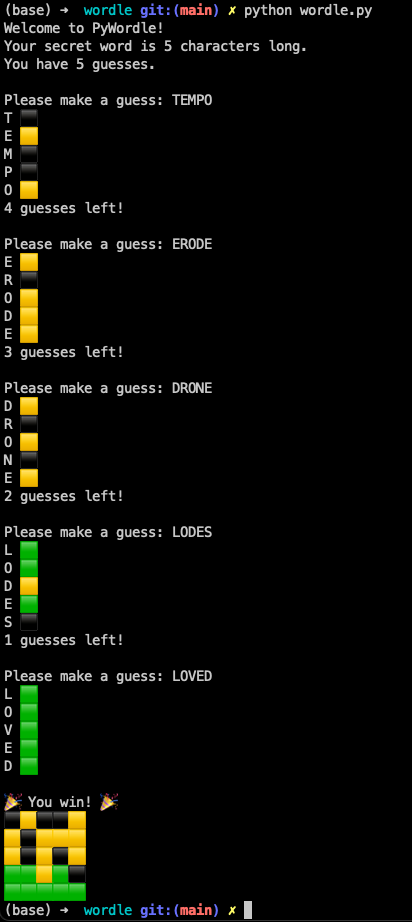 (base) ➜  wordle git:(main) ✗ python wordle.py
Welcome to PyWordle!
Your secret word is 5 characters long.
You have 5 guesses.

Please make a guess: TEMPO
T ⬛
E 🟨
M ⬛
P ⬛
O 🟨
4 guesses left!

Please make a guess: ERODE
E 🟨
R ⬛
O 🟨
D 🟨
E 🟨
3 guesses left!

Please make a guess: DRONE
D 🟨
R ⬛
O 🟨
N ⬛
E 🟨
2 guesses left!

Please make a guess: LODES
L 🟩
O 🟩
D 🟨
E 🟩
S ⬛
1 guesses left!

Please make a guess: LOVED
L 🟩
O 🟩
V 🟩
E 🟩
D 🟩

🎉 You win! 🎉
⬛🟨⬛⬛🟨
🟨⬛🟨🟨🟨
🟨⬛🟨⬛🟨
🟩🟩🟨🟩⬛
🟩🟩🟩🟩🟩
(base) ➜  wordle git:(main) ✗